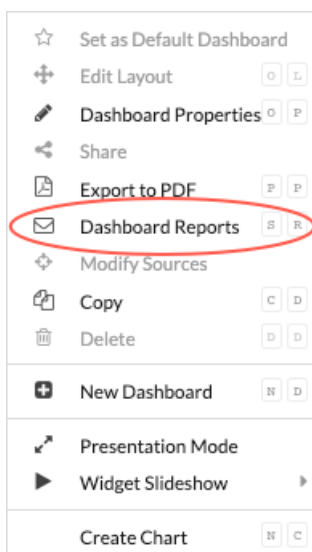 Set as Default Dashboard
Edit Layout O L
Dashboard Properties O P
Share
Export to PDF P P
Dashboard Reports S R
Modify Sources
Copy C D
Delete D D
New Dashboard N D
Presentation Mode
Widget Slideshow
Create Chart N C